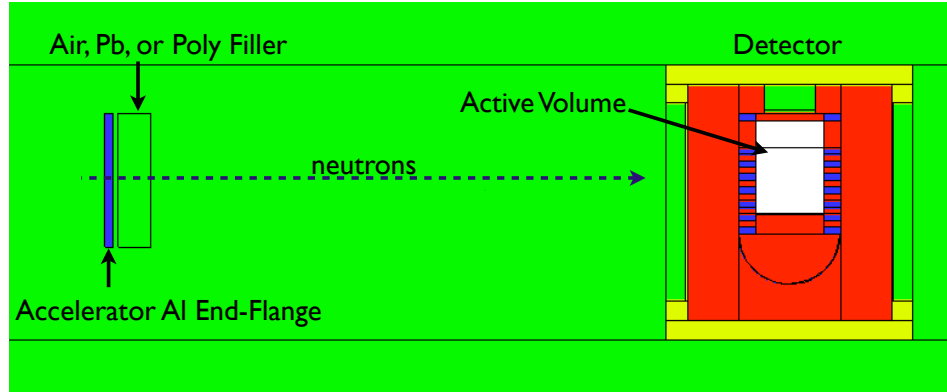 Air, Pb, or Poly Filler
Detector
Active Volume
neutrons
Accelerator Al End-Flange